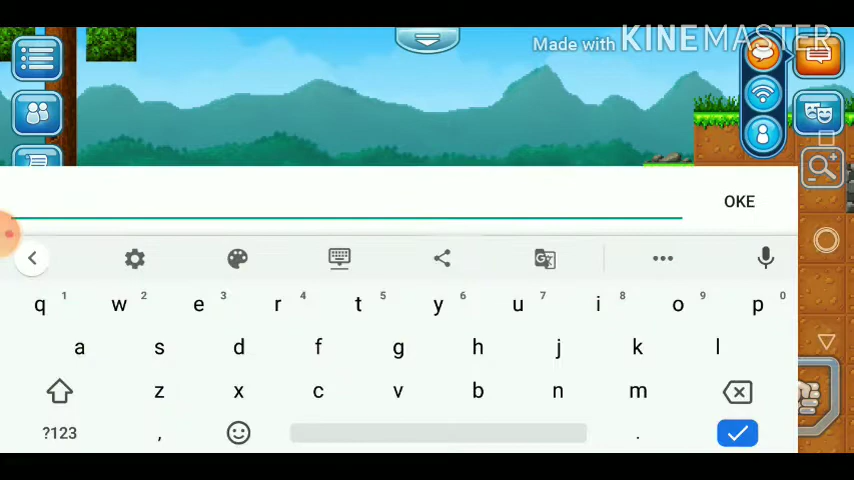 Made with KINEMASTER
OKE
q 1 w 2 e 3 r 4 t 5 y 6 u 7 i 8 o 9 p 0
a s d f g h j k l
z x c v b n m
?123 , .